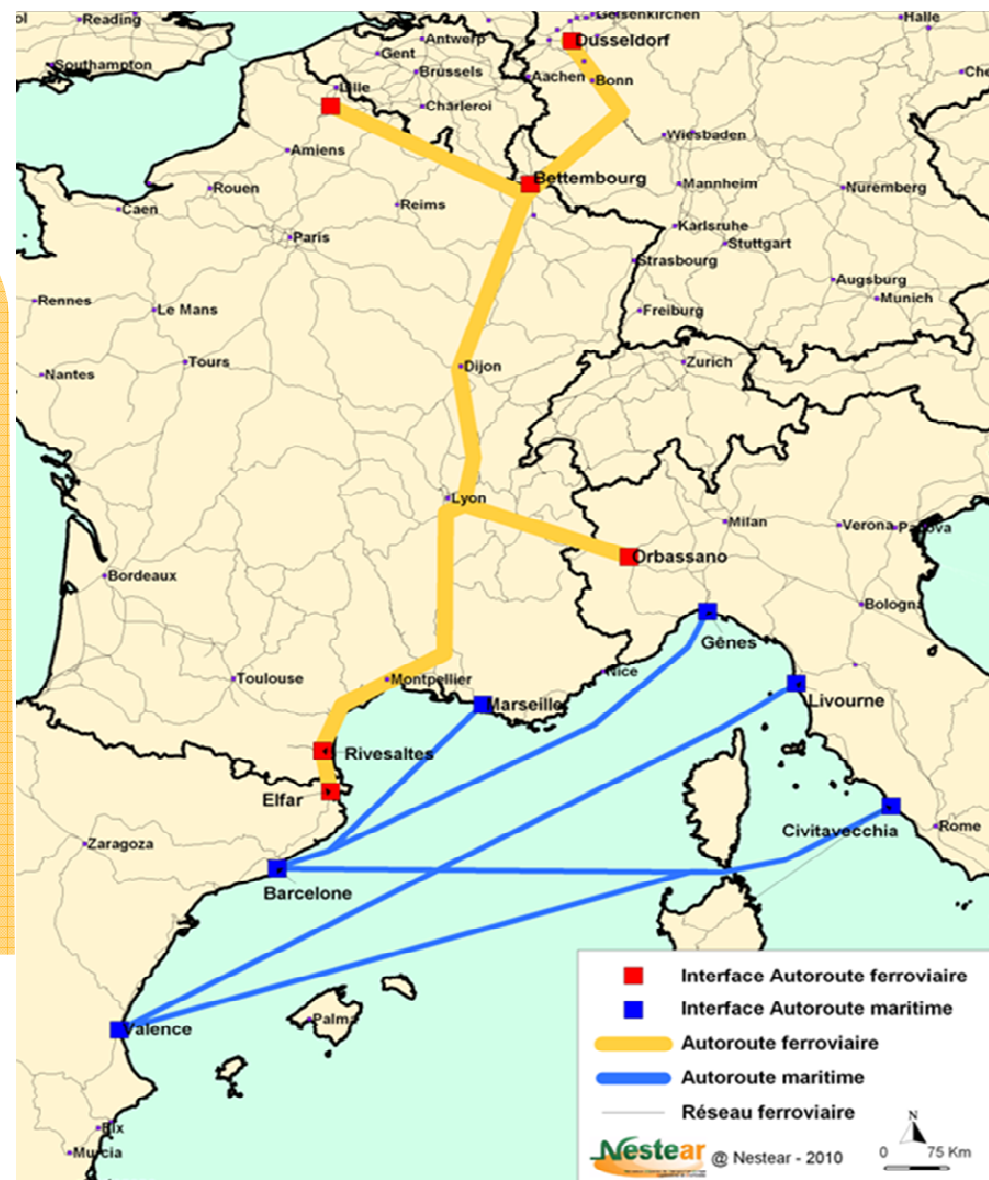 Reading
Gelsenkirchen
Halle
Antwerp
Düsseldorf
Gent
Southampton
Brussels
Aachen
Bonn
Che
Lille
Charleroi
Wiesbaden
Amiens
Bettembourg
Mannheim
Nuremberg
Rouen
Reims
Caen
Karlsruhe
Paris
Stuttgart
Strasbourg
Augsburg
Munich
Rennes
Le Mans
Freiburg
Tours
Dijon
Zurich
Nantes
Lyon
Milan
Verona
Padova
Orbassano
Bordeaux
Bologna
Gênes
Nice
Toulouse
Montpellier
Marseille
Livourne
Rivesaltes
Elfar
Civitavecchia
Rome
Zaragoza
Barcelone
Palma
Valence
Murcia
Interface Autoroute ferroviaire
Interface Autoroute maritime
Autoroute ferroviaire
Autoroute maritime
Réseau ferroviaire
N
Nestear
@ Nestear - 2010
0 75 Km